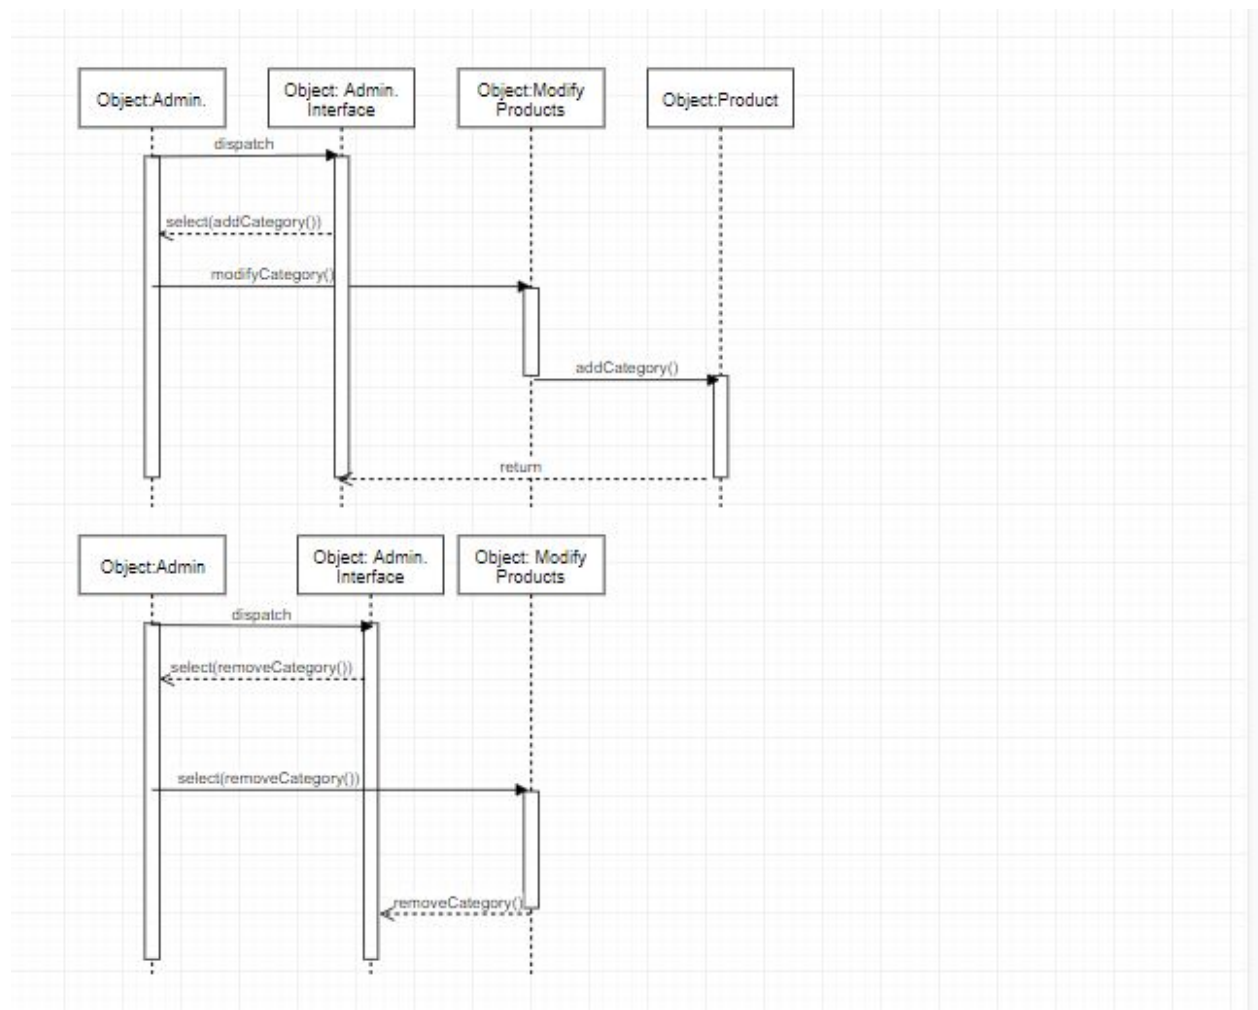 Object:Admin.
Object: Admin.
Interface
Object:Modify
Products
Object:Product
dispatch
select(addCategory())
modifyCategory()
addCategory()
return
Object:Admin
Object: Admin.
Interface
Object: Modify
Products
dispatch
select(removeCategory())
select(removeCategory())
removeCategory()